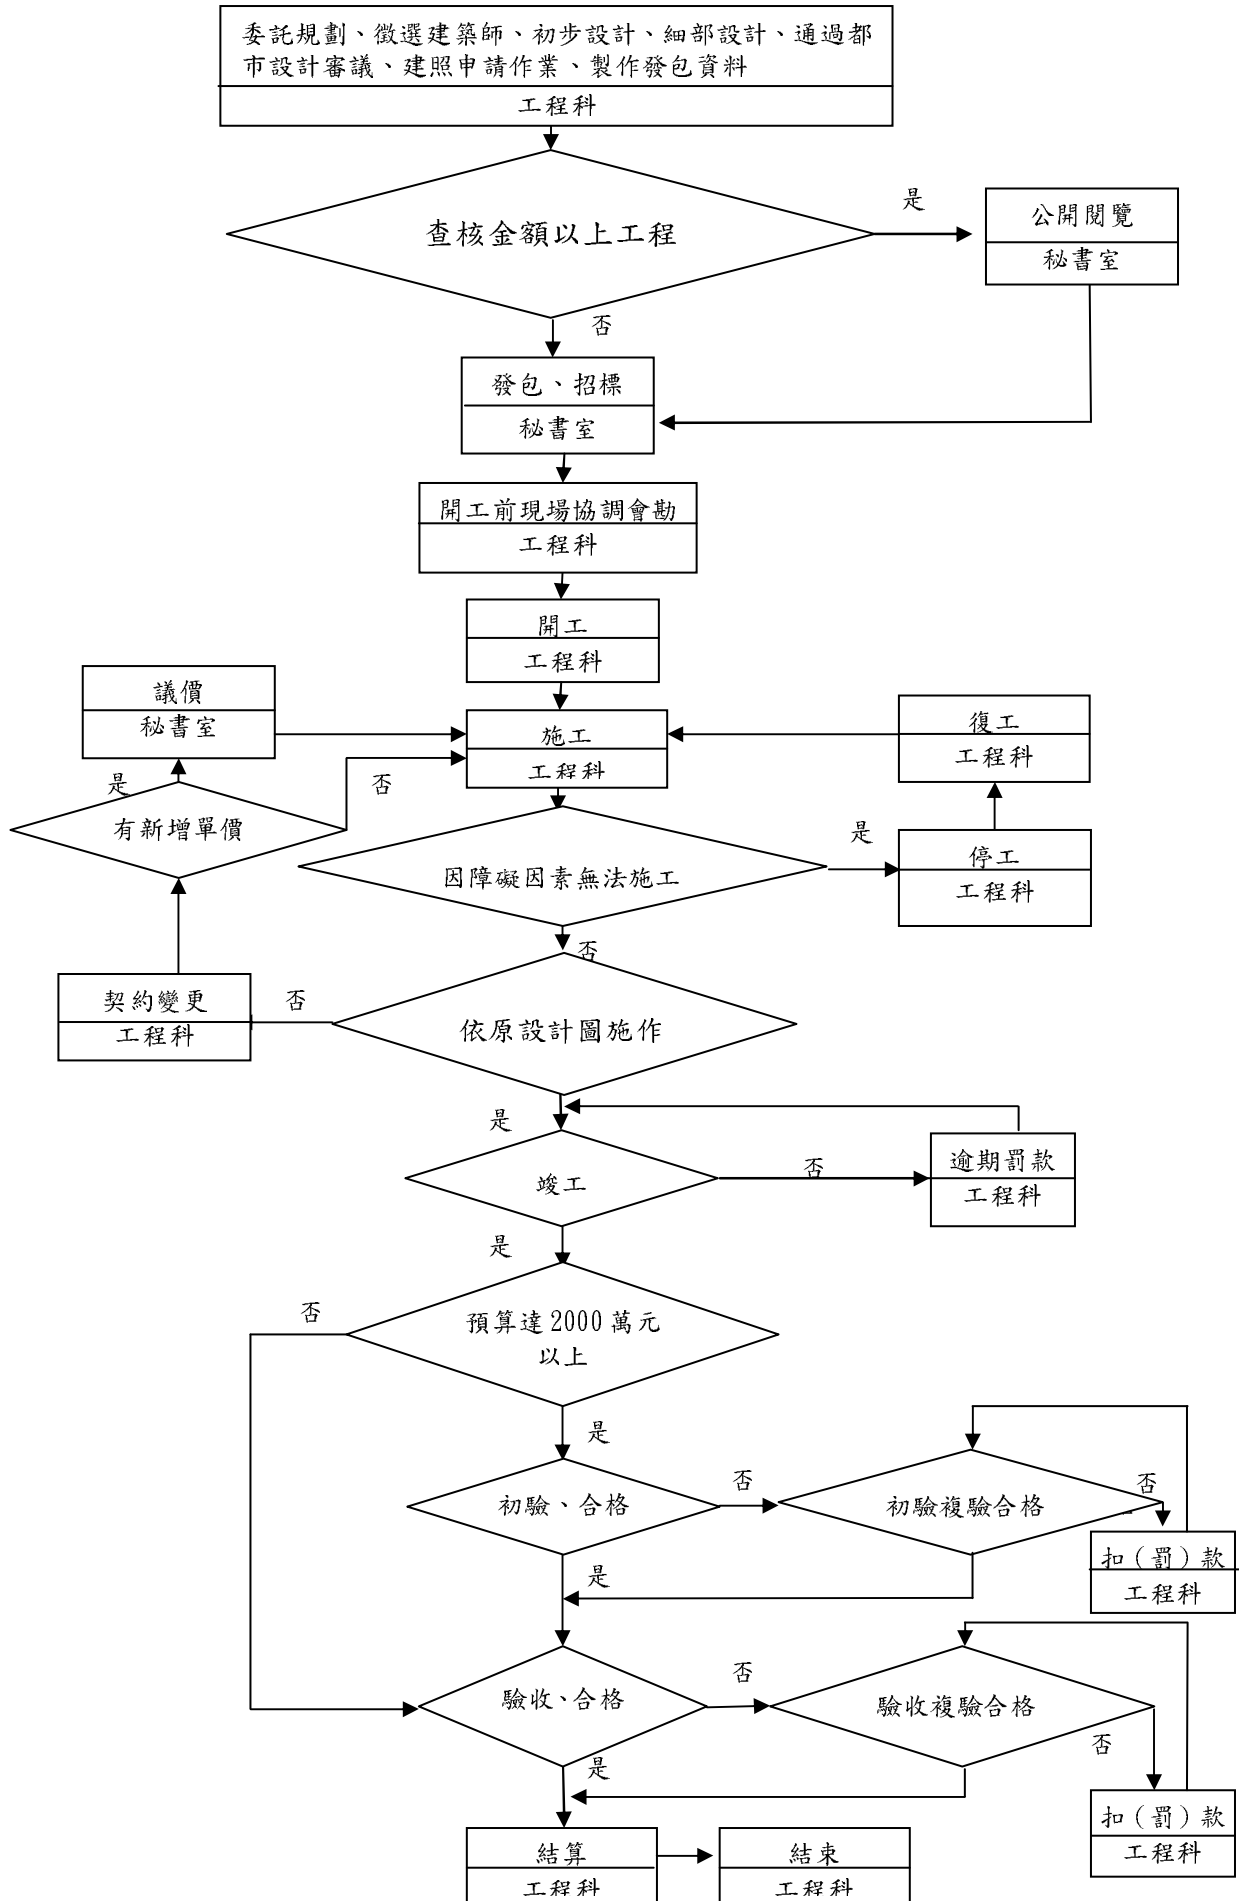 委託規劃、徵選建築師、初步設計、細部設計、通過都
市設計審議、建照申請作業、製作發包資料
工程科
查核金額以上工程
是
公開閱覽
秘書室
否
發包、招標
秘書室
開工前現場協調會勘
工程科
開工
工程科
議價
秘書室
施工
工程科
復工
工程科
是
否
有新增單價
因障礙因素無法施工
是
停工
工程科
否
契約變更
工程科
否
依原設計圖施作
是
竣工
否
逾期罰款
工程科
是
否
預算達 2000 萬元
以上
是
初驗、合格
否
初驗複驗合格
否
扣（罰）款
工程科
是
驗收、合格
否
驗收複驗合格
否
扣（罰）款
工程科
是
結算
工程科
結束
工程科